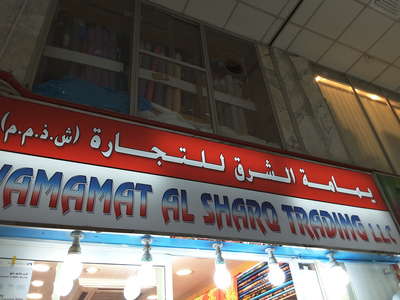 يمامة الشرق للتجارة (ش.ذ.م.م)
YAMAMAT AL SHARQ TRADING LLC